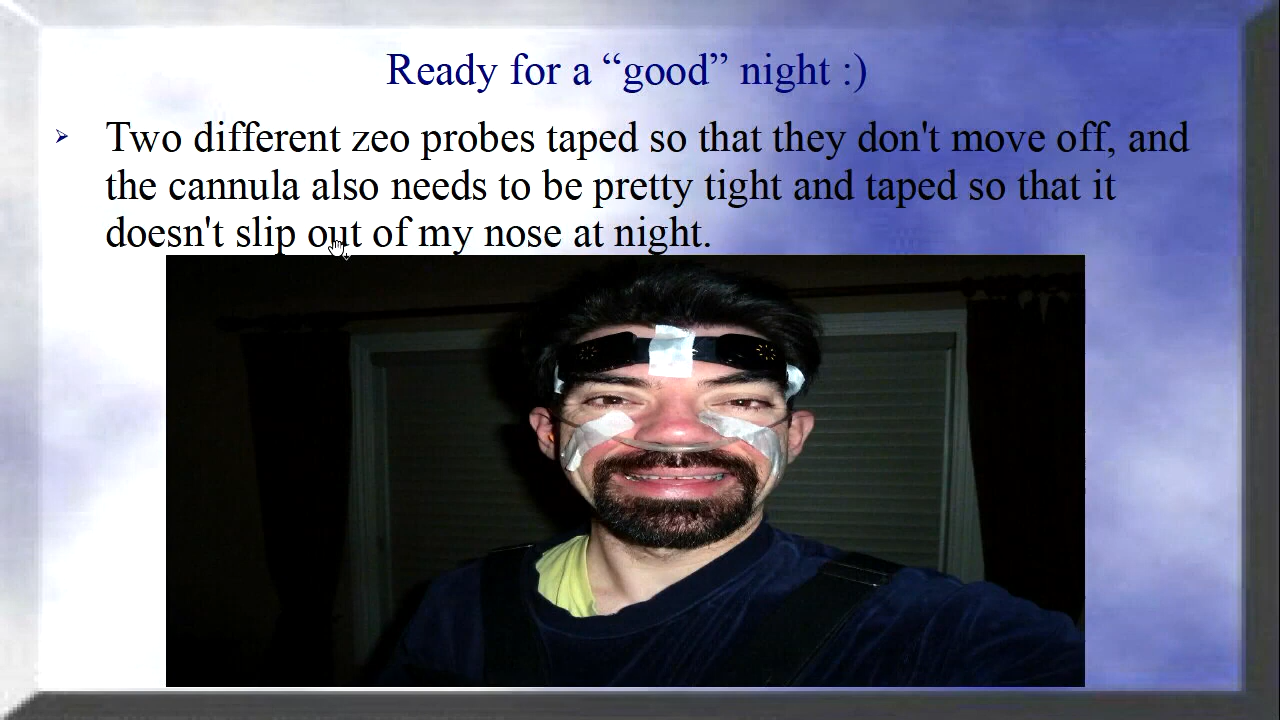 Ready for a “good” night :)
Two different zeo probes taped so that they don't move off, and
the cannula also needs to be pretty tight and taped so that it
doesn't slip out of my nose at night.